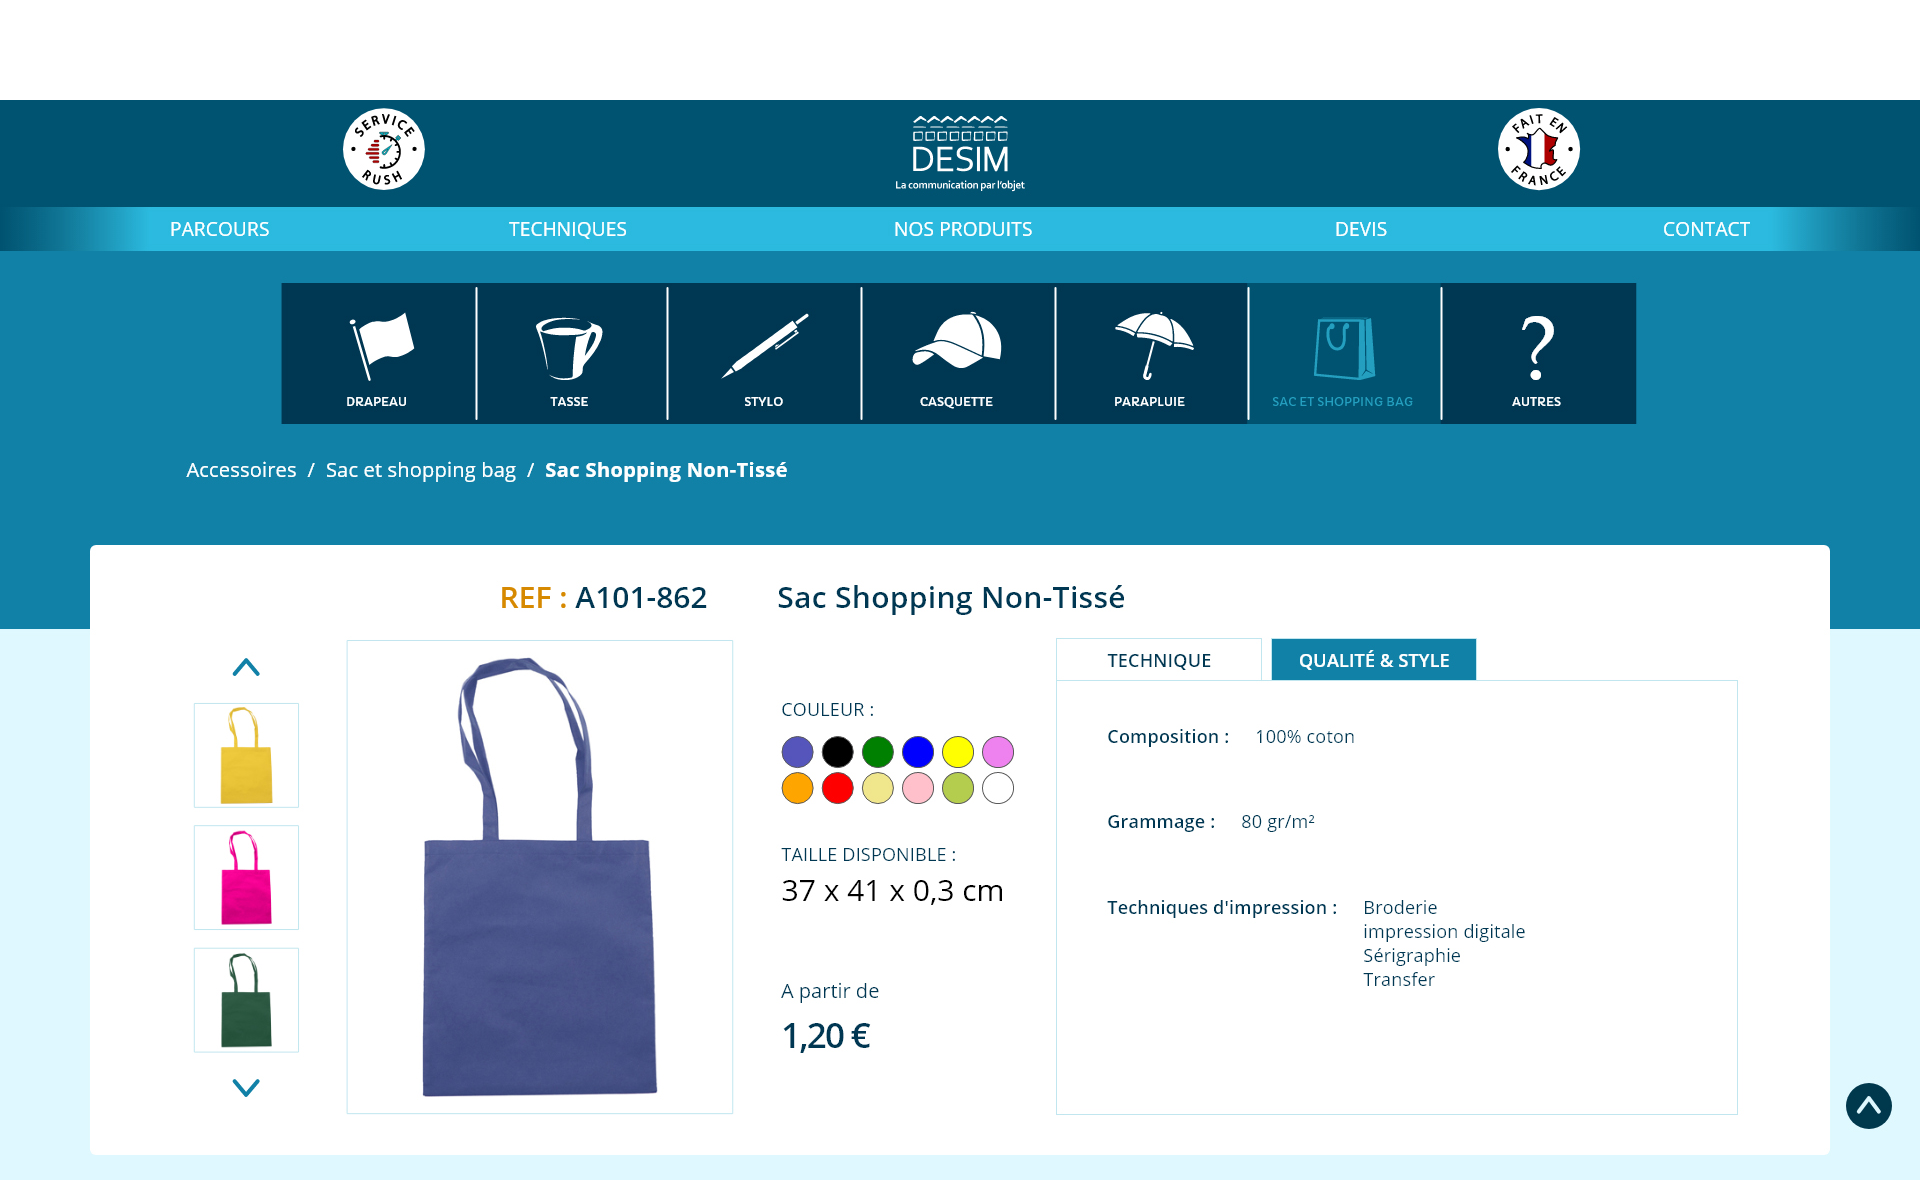 SERVICE
RUSH
DESIM
La communication par l'objet
FAIT EN
FRANCE
PARCOURS
TECHNIQUES
NOS PRODUITS
DEVIS
CONTACT
DRAPEAU
TASSE
STYLO
CASQUETTE
PARAPLUIE
SAC ET SHOPPING BAG
AUTRES
Accessoires / Sac et shopping bag / Sac Shopping Non-Tissé
REF : A101-862
Sac Shopping Non-Tissé
COULEUR :
TAILLE DISPONIBLE :
37 x 41 x 0,3 cm
A partir de
1,20 €
TECHNIQUE
QUALITÉ & STYLE
Composition : 100% coton
Grammage : 80 gr/m²
Techniques d'impression : Broderie
impression digitale
Sérigraphie
Transfer